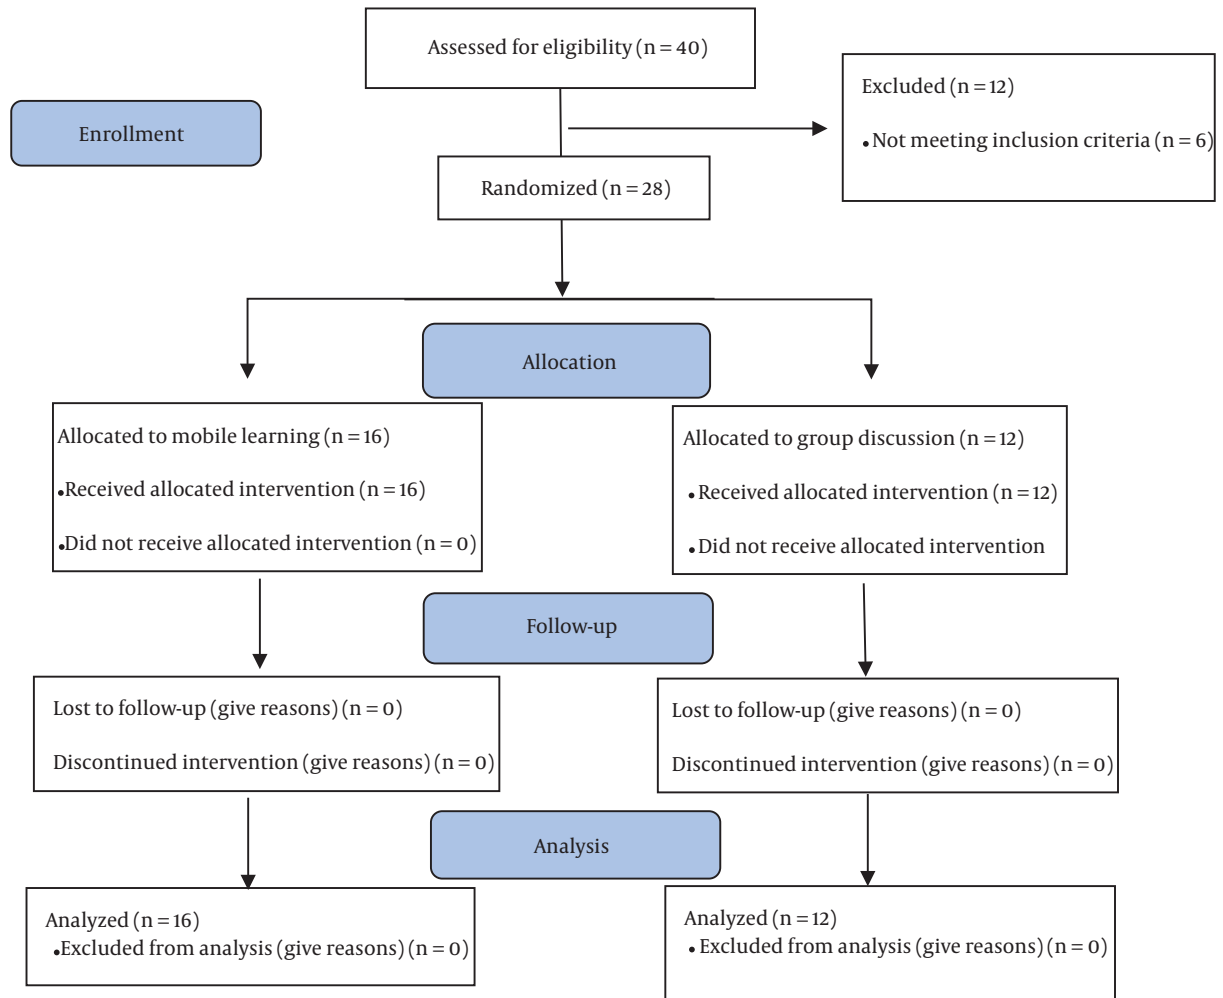 Assessed for eligibility (n = 40)
Excluded (n = 12)
• Not meeting inclusion criteria (n = 6)
Enrollment
Randomized (n = 28)
Allocation
Allocated to mobile learning (n = 16)
• Received allocated intervention (n = 16)
• Did not receive allocated intervention (n = 0)
Allocated to group discussion (n = 12)
• Received allocated intervention (n = 12)
• Did not receive allocated intervention
Follow-up
Lost to follow-up (give reasons) (n = 0)
Discontinued intervention (give reasons) (n = 0)
Lost to follow-up (give reasons) (n = 0)
Discontinued intervention (give reasons) (n = 0)
Analysis
Analyzed (n = 16)
• Excluded from analysis (give reasons) (n = 0)
Analyzed (n = 12)
• Excluded from analysis (give reasons) (n = 0)